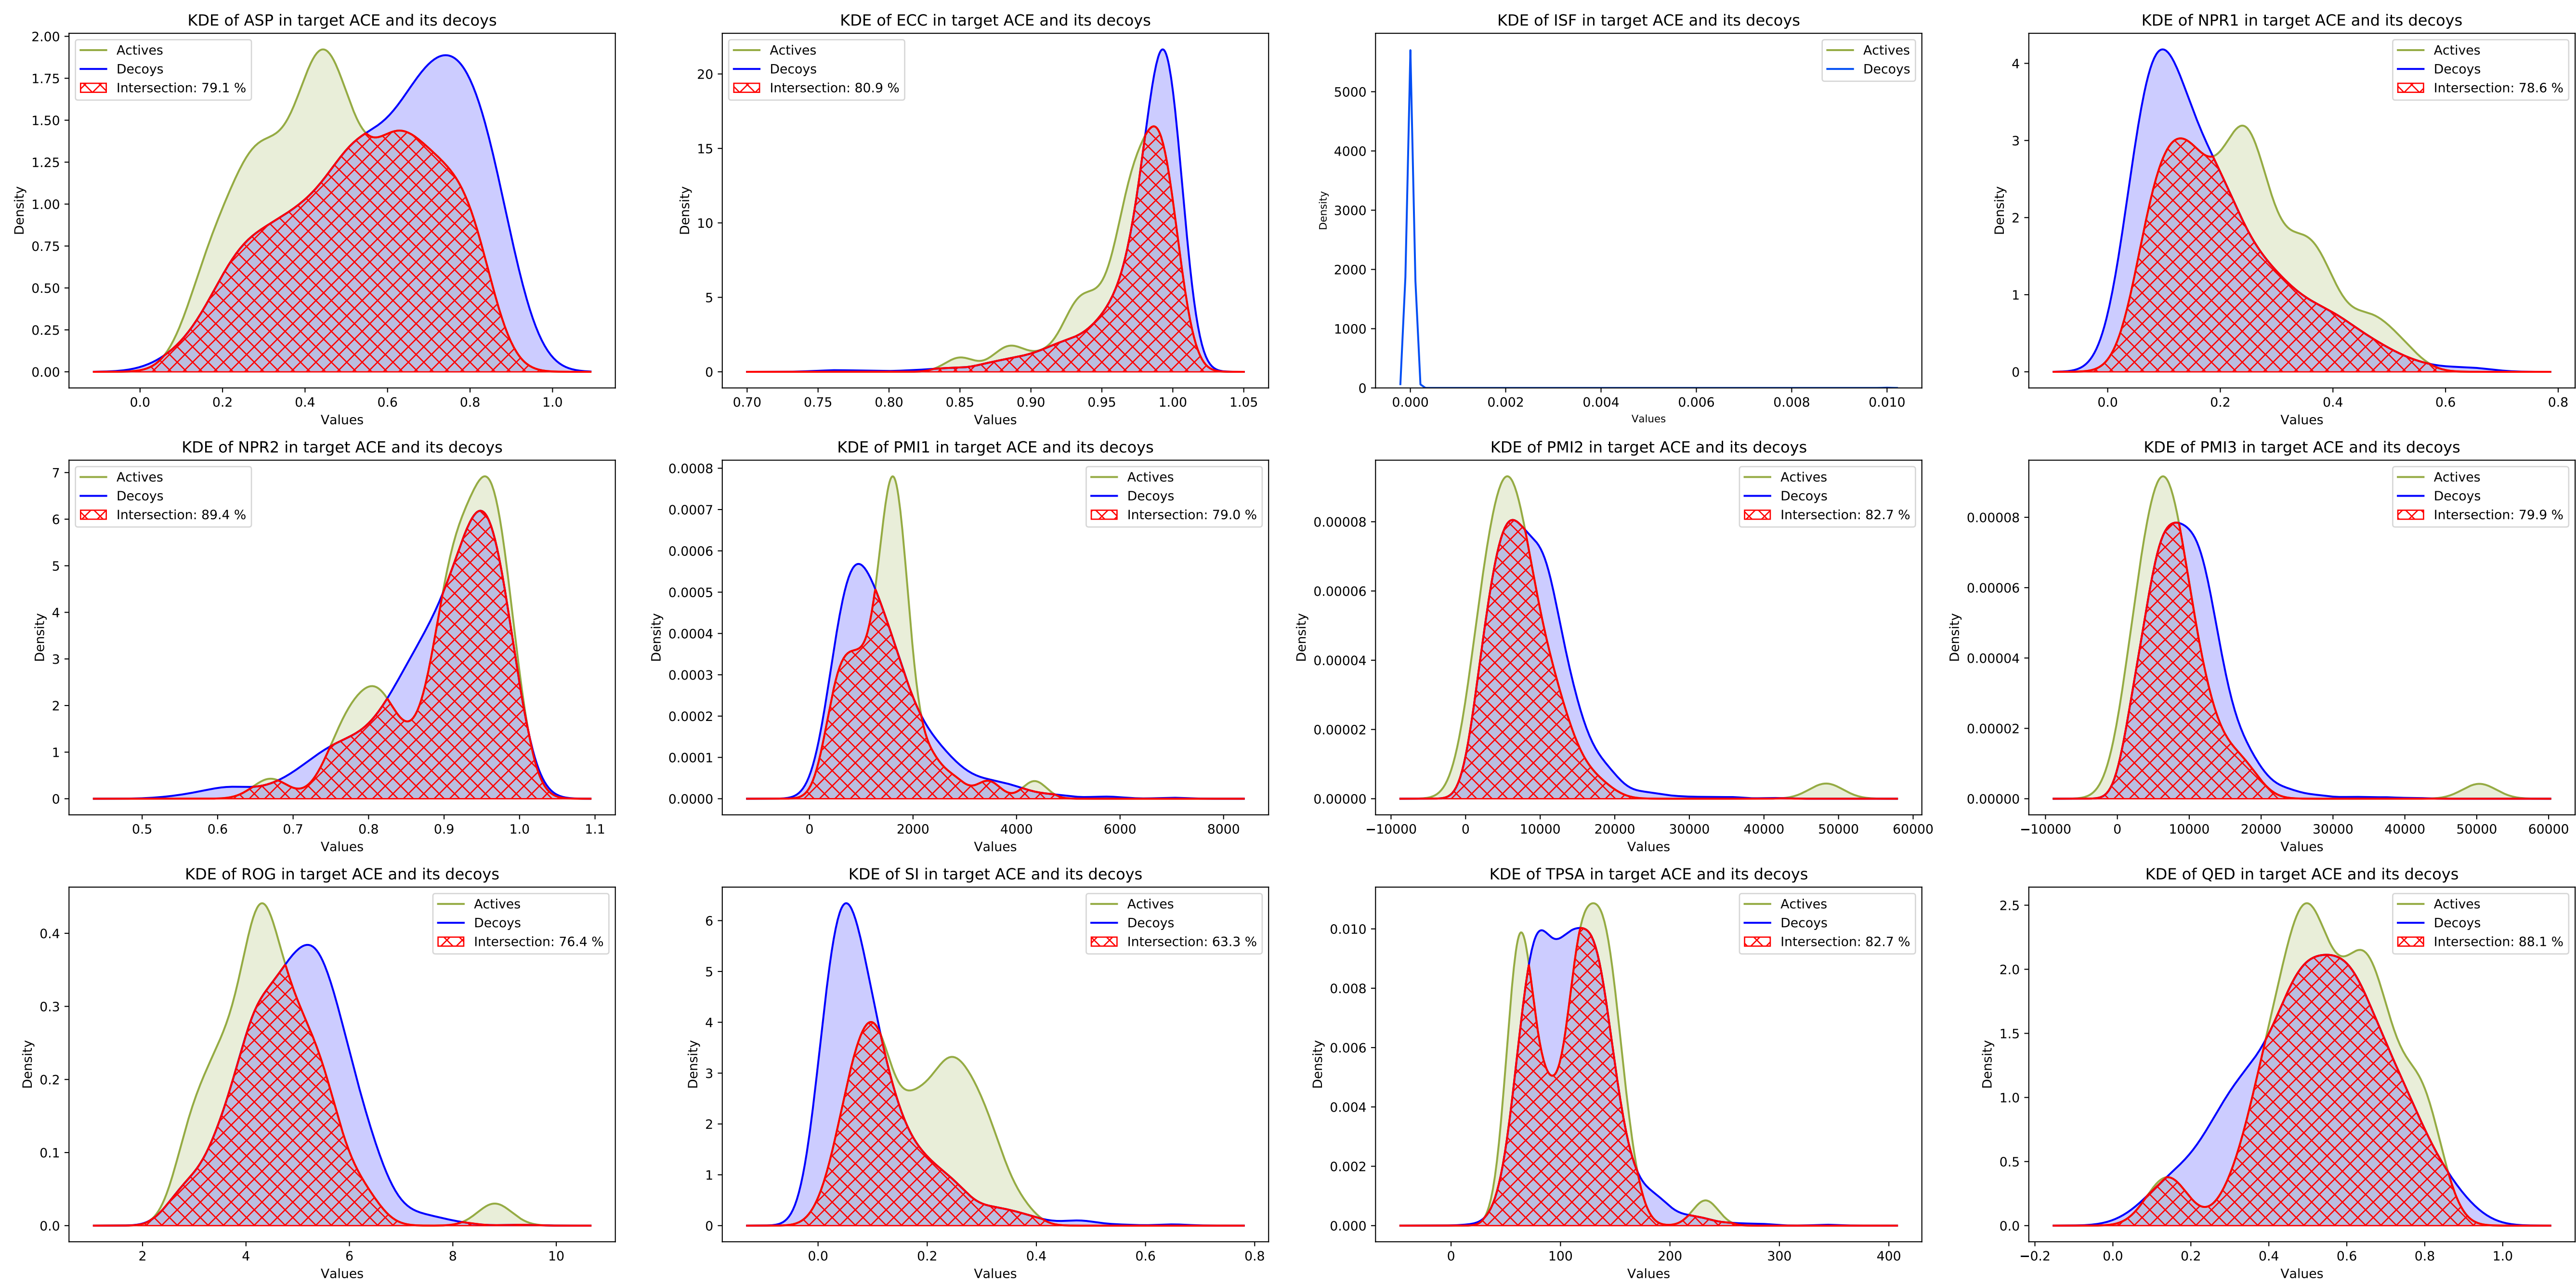 KDE of ASP in target ACE and its decoys
Density
2.00
1.75
1.50
1.25
1.00
0.75
0.50
0.25
0.00
Actives
Decoys
Intersection: 79.1 %
0.0 0.2 0.4 0.6 0.8 1.0
Values
KDE of ECC in target ACE and its decoys
Density
20
15
10
5
0
Actives
Decoys
Intersection: 80.9 %
0.70 0.75 0.80 0.85 0.90 0.95 1.00 1.05
Values
KDE of ISF in target ACE and its decoys
Density
5000
4000
3000
2000
1000
0
Actives
Decoys
0.000 0.002 0.004 0.006 0.008 0.010
Values
KDE of NPR1 in target ACE and its decoys
Density
4
3
2
1
0
Actives
Decoys
Intersection: 78.6 %
0.0 0.2 0.4 0.6 0.8
Values
KDE of NPR2 in target ACE and its decoys
Density
7
6
5
4
3
2
1
0
Actives
Decoys
Intersection: 89.4 %
0.5 0.6 0.7 0.8 0.9 1.0 1.1
Values
KDE of PMI1 in target ACE and its decoys
Density
0.0008
0.0007
0.0006
0.0005
0.0004
0.0003
0.0002
0.0001
0.0000
Actives
Decoys
Intersection: 79.0 %
0 2000 4000 6000 8000
Values
KDE of PMI2 in target ACE and its decoys
Density
0.00008
0.00006
0.00004
0.00002
0.00000
Actives
Decoys
Intersection: 82.7 %
−10000 0 10000 20000 30000 40000 50000 60000
Values
KDE of PMI3 in target ACE and its decoys
Density
0.00008
0.00006
0.00004
0.00002
0.00000
Actives
Decoys
Intersection: 79.9 %
−10000 0 10000 20000 30000 40000 50000 60000
Values
KDE of ROG in target ACE and its decoys
Density
0.4
0.3
0.2
0.1
0.0
Actives
Decoys
Intersection: 76.4 %
2 4 6 8 10
Values
KDE of SI in target ACE and its decoys
Density
6
5
4
3
2
1
0
Actives
Decoys
Intersection: 63.3 %
0.0 0.2 0.4 0.6 0.8
Values
KDE of TPSA in target ACE and its decoys
Density
0.010
0.008
0.006
0.004
0.002
0.000
Actives
Decoys
Intersection: 82.7 %
0 100 200 300 400
Values
KDE of QED in target ACE and its decoys
Density
2.5
2.0
1.5
1.0
0.5
0.0
Actives
Decoys
Intersection: 88.1 %
−0.2 0.0 0.2 0.4 0.6 0.8 1.0
Values